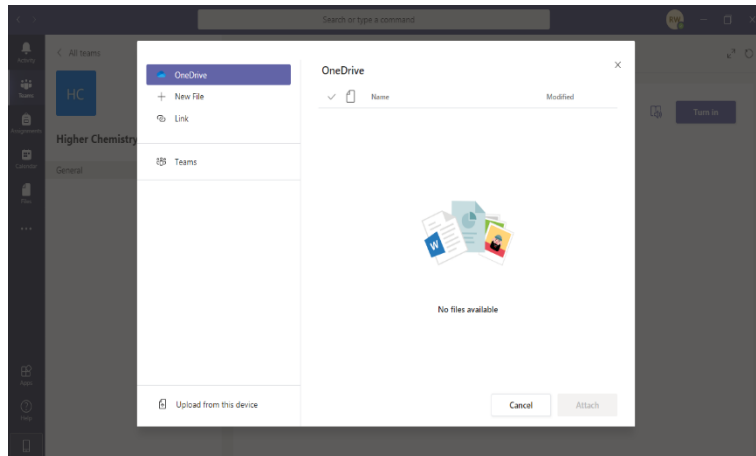 Search or type a command
RW
Activity
Teams
Assignments
Calendar
Files
Apps
Help
All teams
HC
Higher Chemistry
General
Turn in
OneDrive
New File
Link
Teams
Upload from this device
OneDrive
Name Modified
W
No files available
Cancel Attach